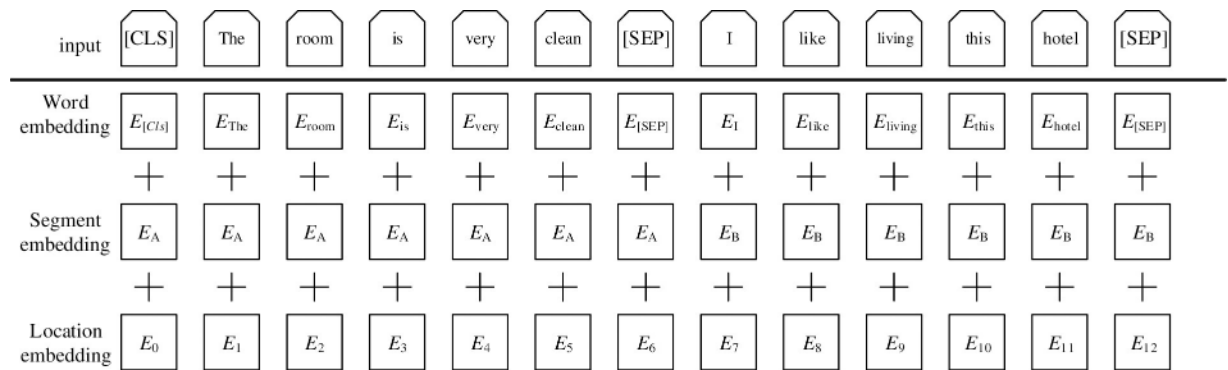 input [CLS] The room is very clean [SEP] I like living this hotel [SEP]
Word embedding E[Cls] EThe Eroom Eis Every Eclean E[SEP] EI Elike Eliving Ethis Ehotel E[SEP]
+ + + + + + + + + + + + +
Segment embedding EA EA EA EA EA EA EA EB EB EB EB EB EB
+ + + + + + + + + + + + +
Location embedding E0 E1 E2 E3 E4 E5 E6 E7 E8 E9 E10 E11 E12